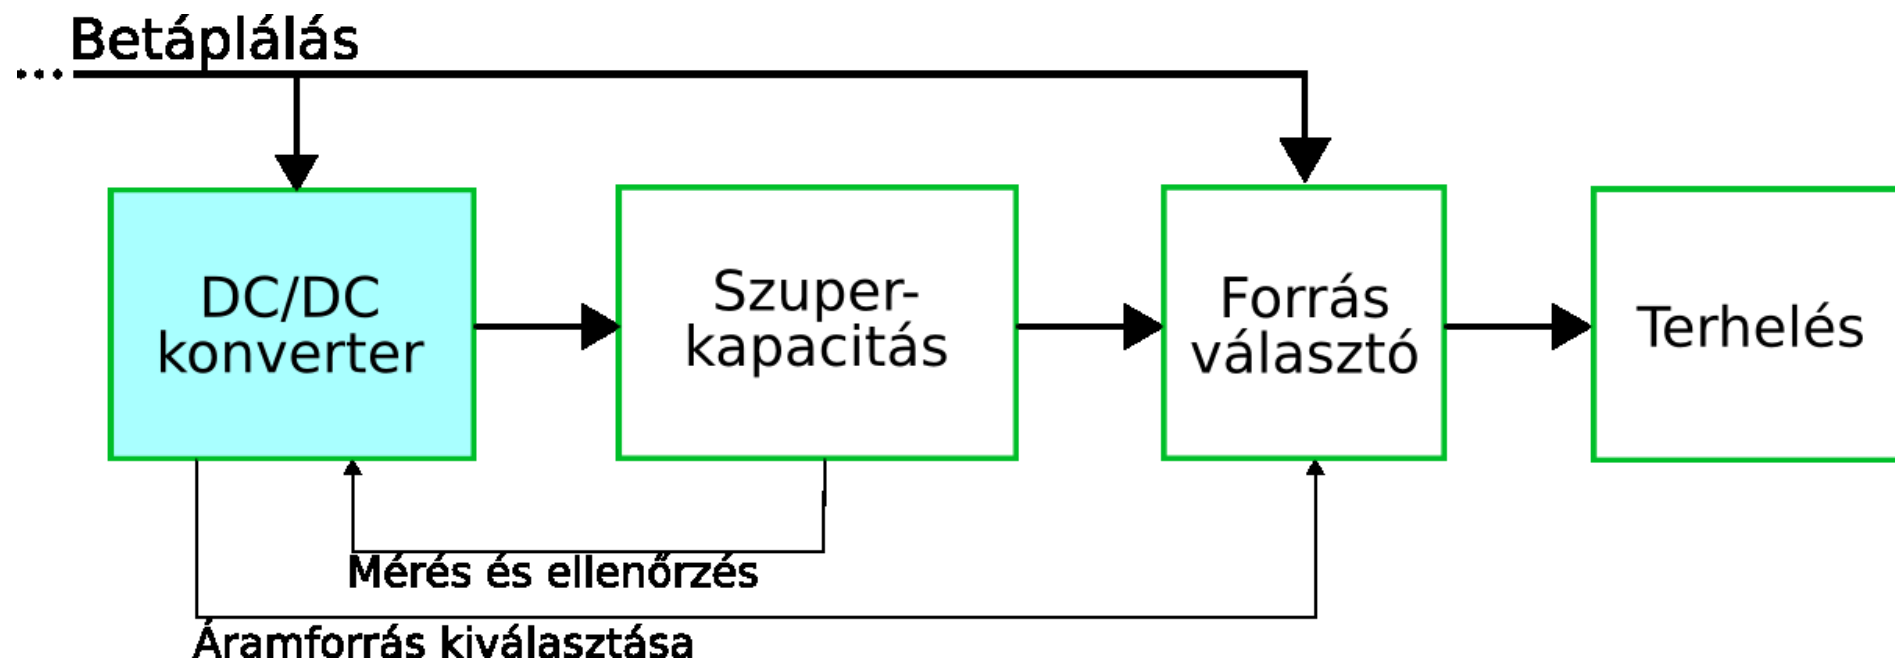 Betáplálás
DC/DC
konverter
Szuper-
kapacitás
Forrás
választó
Terhelés
Mérés és ellenőrzés
Áramforrás kiválasztása